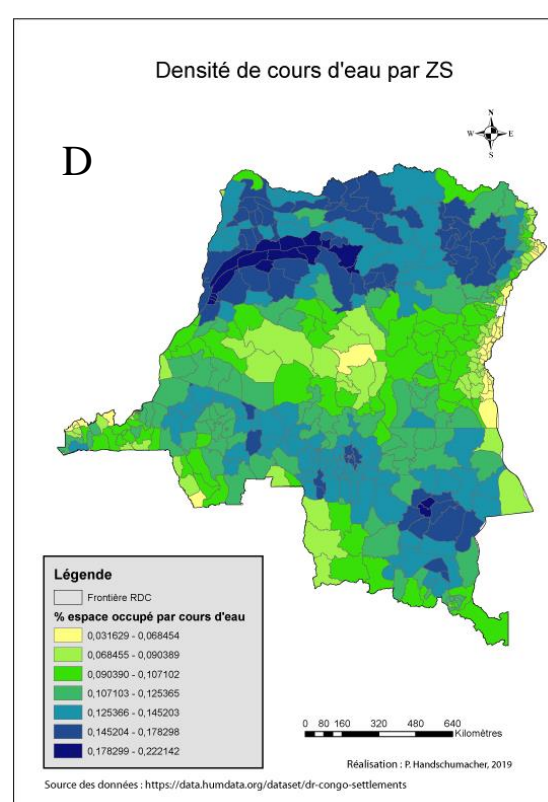 Densité de cours d'eau par ZS
D
N
W E
S
Légende
Frontière RDC
% espace occupé par cours d'eau
0,031629 - 0,068454
0,068455 - 0,090389
0,090390 - 0,107102
0,107103 - 0,125365
0,125366 - 0,145203
0,145204 - 0,178298
0,178299 - 0,222142
0 80 160 320 480 640
Kilomètres
Réalisation : P. Handschumacher, 2019
Source des données : https://data.humdata.org/dataset/dr-congo-settlements